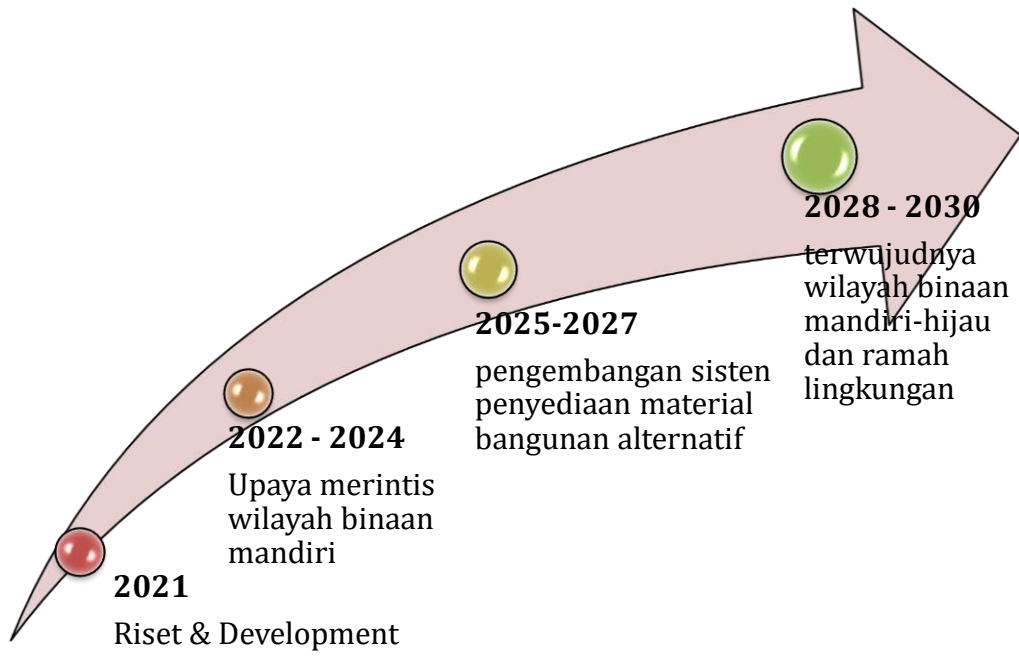 2021
Riset & Development
2022 - 2024
Upaya merintis
wilayah binaan
mandiri
2025-2027
pengembangan sisten
penyediaan material
bangunan alternatif
2028 - 2030
terwujudnya
wilayah binaan
mandiri-hijau
dan ramah
lingkungan